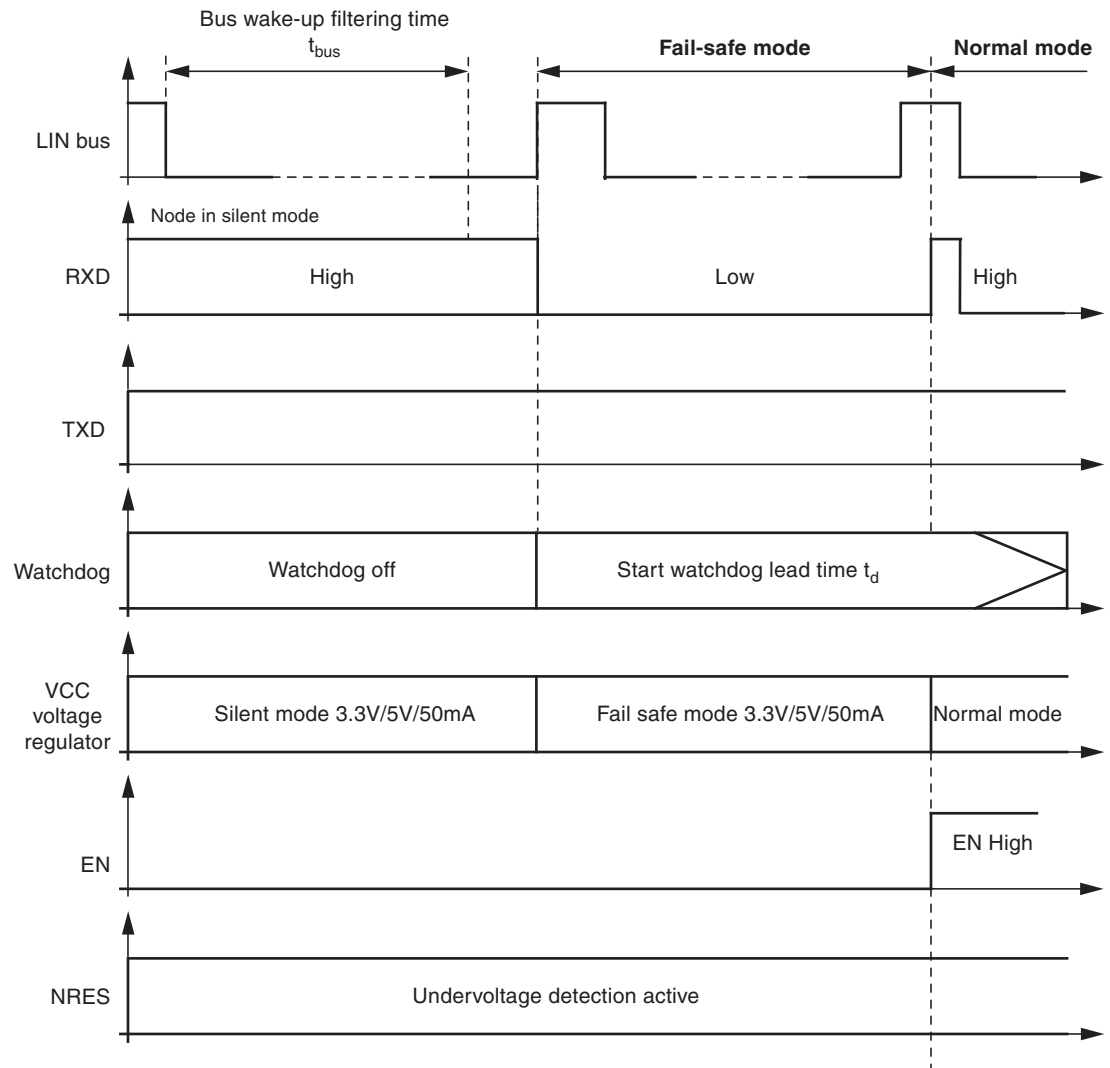 Bus wake-up filtering time
tbus
Fail-safe mode
Normal mode
LIN bus
Node in silent mode
RXD
High
Low
High
TXD
Watchdog
Watchdog off
Start watchdog lead time td
VCC
voltage
regulator
Silent mode 3.3V/5V/50mA
Fail safe mode 3.3V/5V/50mA
Normal mode
EN
EN High
NRES
Undervoltage detection active